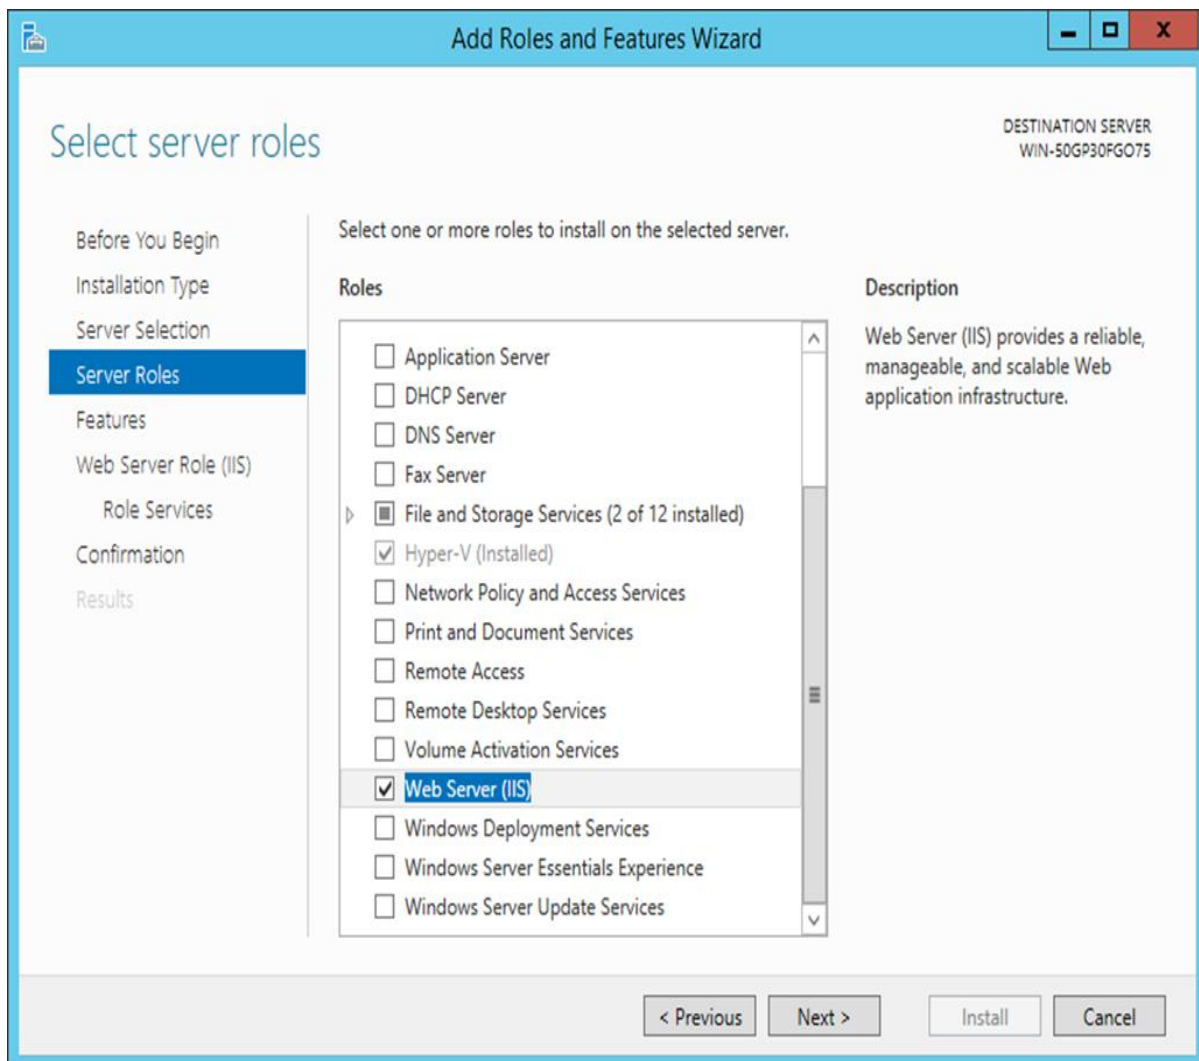 Add Roles and Features Wizard
Select server roles
DESTINATION SERVER
WIN-50GP30FGO75
Before You Begin
Installation Type
Server Selection
Server Roles
Features
Web Server Role (IIS)
Role Services
Confirmation
Results
Select one or more roles to install on the selected server.
Roles
Application Server
DHCP Server
DNS Server
Fax Server
File and Storage Services (2 of 12 installed)
Hyper-V (Installed)
Network Policy and Access Services
Print and Document Services
Remote Access
Remote Desktop Services
Volume Activation Services
Web Server (IIS)
Windows Deployment Services
Windows Server Essentials Experience
Windows Server Update Services
Description
Web Server (IIS) provides a reliable,
manageable, and scalable Web
application infrastructure.
< Previous
Next >
Install
Cancel